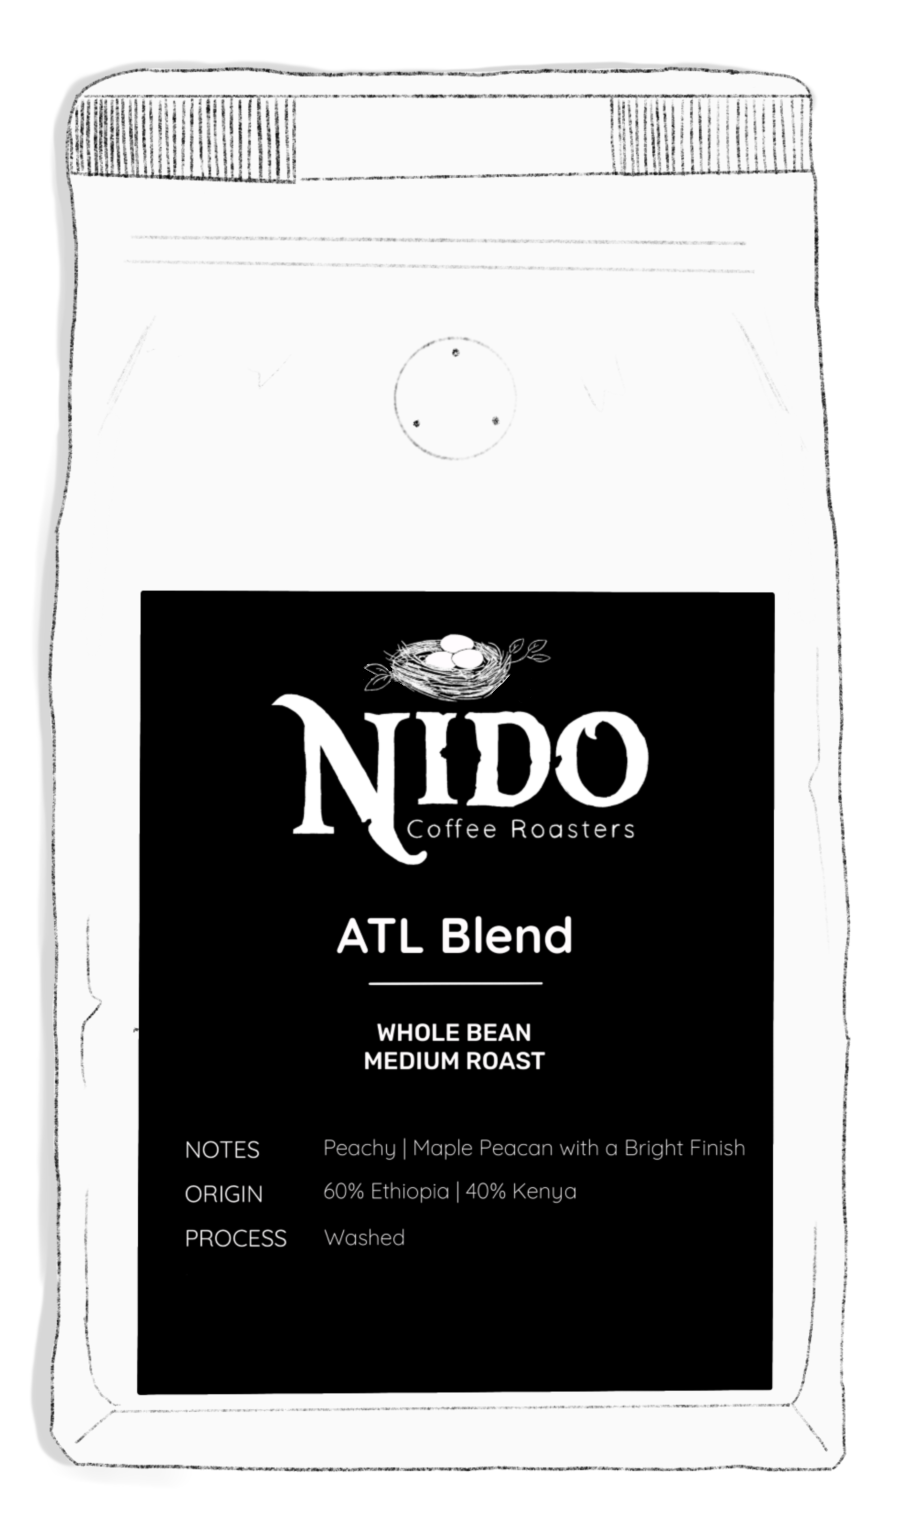 NIDO
Coffee Roasters
ATL Blend
WHOLE BEAN
MEDIUM ROAST
NOTES Peachy | Maple Peacan with a Bright Finish
ORIGIN 60% Ethiopia | 40% Kenya
PROCESS Washed